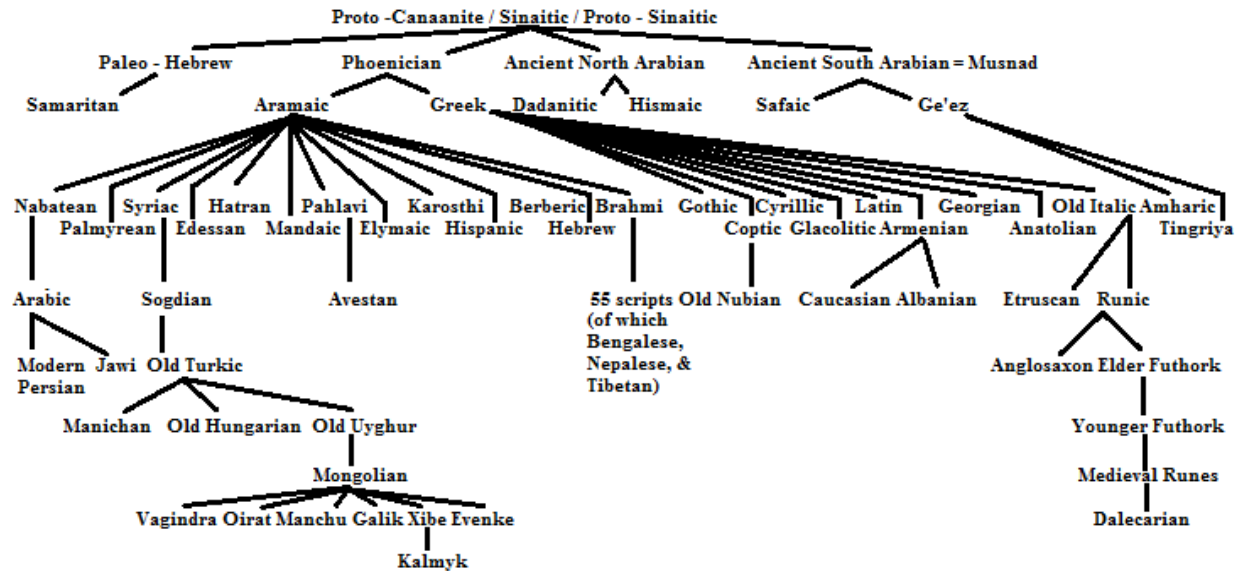 Proto -Canaanite / Sinaitic / Proto - Sinaitic
Paleo - Hebrew Phoenician Ancient North Arabian Ancient South Arabian = Musnad
Samaritan Aramaic Greek Dadanitic Hismaic Safaic Ge'ez
Nabatean Syriac Hatran Pahlavi Karosthi Berberic Brahmi Gothic Cyrillic Latin Georgian Old Italic Amharic
Palmyrean Edessan Mandaic Elymaic Hispanic Hebrew Coptic Glacolitic Armenian Anatolian Tingriya
Arabic Sogdian Avestan 55 scripts Old Nubian Caucasian Albanian Etruscan Runic
(of which
Bengalese,
Nepalese, &
Tibetan)
Modern Jawi Old Turkic Anglosaxon Elder Futhork
Persian
Manichan Old Hungarian Old Uyghur Younger Futhork
Mongolian Medieval Runes
Vagindra Oirat Manchu Galik Xibe Evenke Dalecarian
Kalmyk